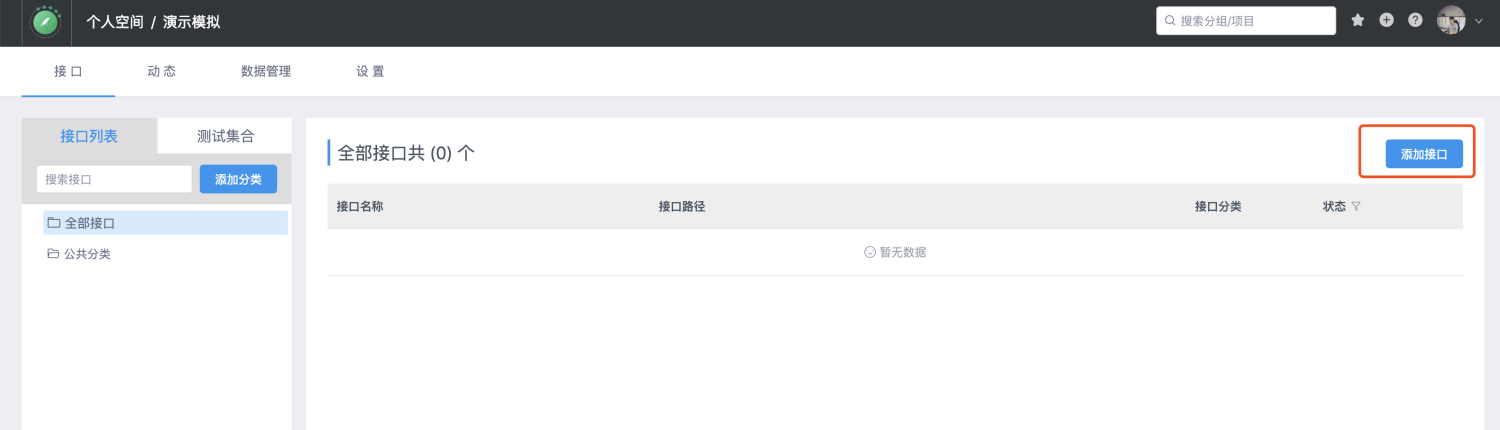 个人空间 / 演示模拟
搜索分组/项目
接 口
动 态
数据管理
设 置
接口列表
测试集合
搜索接口
添加分类
全部接口
公共分类
全部接口共 (0) 个
添加接口
接口名称
接口路径
接口分类
状态
暂无数据